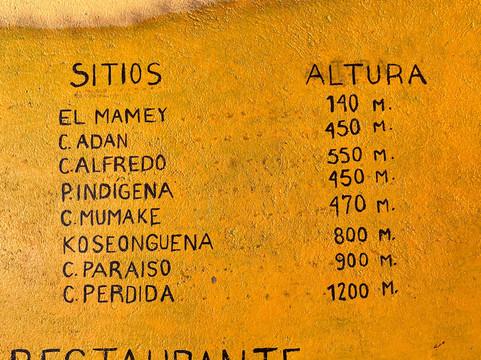 SITIOS ALTURA
EL MAMEY 140 M.
C. ADAN 450 M.
C. ALFREDO 550 M.
P. INDÍGENA 450 M.
C. MUMAKE 470 M.
KOSEONGUENA 800 M.
C. PARAISO 900 M.
C. PERDIDA 1200 M.
RESTAURANTE